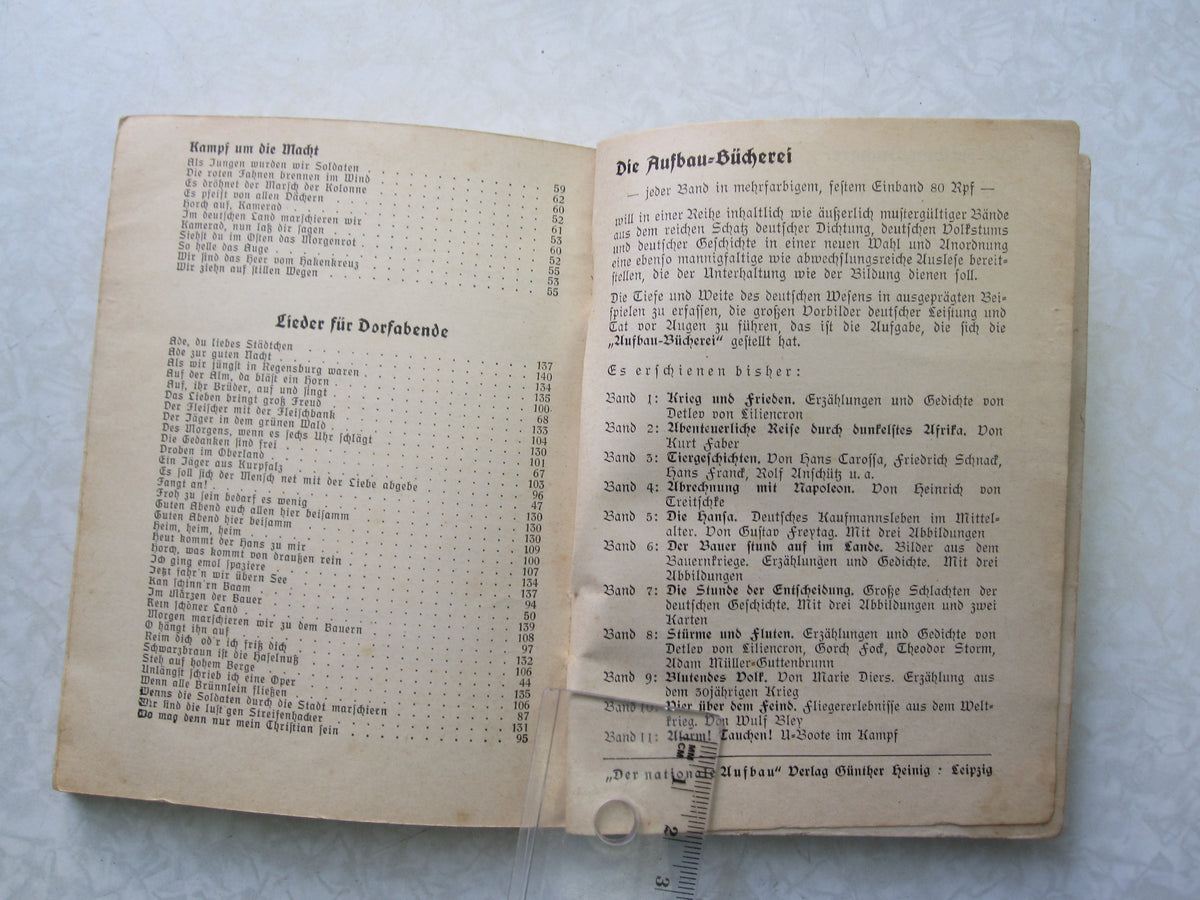 Kampf um die Macht
Als Jungen wurden wir Soldaten 59
Die roten Fahnen brennen im Wind 62
Es dröhnet der Marsch der Kolonne 60
Es pfeift von allen Dächern 52
Horch auf, Kamerad 61
Im deutschen Land marschieren wir 53
Kamerad, nun laß dir sagen 60
Siehst du im Osten das Morgenrot 52
So helle das Auge 55
Wir sind das Heer vom Hakenkreuz 53
Wir ziehn auf stillen Wegen 55
Lieder für Dorfabende
Ade, du liebes Städtchen 137
Ade zur guten Nacht 140
Als wir jüngst in Regensburg waren 134
Auf der Alm, da bläst ein Horn 135
Auf, ihr Brüder, auf und singt 100
Das Lieben bringt groß Freud 68
Der Fleischer mit der Fleischbank 133
Der Jäger in dem grünen Wald 104
Des Morgens, wenn es sechs Uhr schlägt 130
Die Gedanken sind frei 101
Droben im Oberland 67
Ein Jäger aus Kurpfalz 103
Es soll sich der Mensch net mit der Liebe abgebe 96
Fangt an! 47
Froh zu sein bedarf es wenig 130
Guten Abend euch allen hier beisamm 130
Guten Abend hier beisamm 130
Heim, heim, heim 109
Heut kommt der Hans zu mir 100
Horch, was kommt von draußen rein 107
Ich ging emol spaziere 134
Jetzt fahr'n wir übern See 137
Kan schinn'rn Baam 94
Im Märzen der Bauer 50
Kein schöner Land 139
Morgen marschieren wir zu dem Bauern 108
O hängt ihn auf 97
Reim dich od'r ich friß dich 132
Schwarzbraun ist die Haselnuß 106
Steh auf hohem Berge 44
Unlängst schrieb ich eine Oper 135
Wenn alle Brünnlein fließen 106
Wenns die Soldaten durch die Stadt marschiern 87
Wir sind die lust'gen Streifenhacker 131
Wo mag denn nur mein Christian sein 95
Die Aufbau-Bücherei
— jeder Band in mehrfarbigem, festem Einband 80 Rpf —
will in einer Reihe inhaltlich wie äußerlich mustergültiger Bände
aus dem reichen Schatz deutscher Dichtung, deutschen Volkstums
und deutscher Geschichte in einer neuen Wahl und Anordnung
eine ebenso mannigfaltige wie abwechslungsreiche Auslese bereit-
stellen, die der Unterhaltung wie der Bildung dienen soll.
Die Tiefe und Weite des deutschen Wesens in ausgeprägten Bei-
spielen zu erfassen, die großen Vorbilder deutscher Leistung und
Tat vor Augen zu führen, das ist die Aufgabe, die sich die
„Aufbau-Bücherei“ gestellt hat.
Es erschienen bisher:
Band 1: Krieg und Frieden. Erzählungen und Gedichte von
Detlev von Liliencron
Band 2: Abenteuerliche Reise durch dunkelstes Afrika. Von
Kurt Faber
Band 3: Tiergeschichten. Von Hans Carossa, Friedrich Schnack,
Hans Franck, Rolf Anschütz u. a.
Band 4: Abrechnung mit Napoleon. Von Heinrich von
Treitschke
Band 5: Die Hansa. Deutsches Kaufmannsleben im Mittel-
alter. Von Gustav Freytag. Mit drei Abbildungen
Band 6: Der Bauer stund auf im Lande. Bilder aus dem
Bauernkriege. Erzählungen und Gedichte. Mit drei
Abbildungen
Band 7: Die Stunde der Entscheidung. Große Schlachten der
deutschen Geschichte. Mit drei Abbildungen und zwei
Karten
Band 8: Stürme und Fluten. Erzählungen und Gedichte von
Detlev von Liliencron, Gorch Fock, Theodor Storm,
Adam Müller-Guttenbrunn
Band 9: Blutendes Volk. Von Marie Diers. Erzählung aus
dem 30jährigen Krieg
Band 10: Vier über dem Feind. Fliegererlebnisse aus dem Welt-
krieg. Von Wulf Bley
Band 11: Alarm! Tauchen! U-Boote im Kampf
„Der nationale Aufbau“ Verlag Günther Heinig : Leipzig
MM
CM
1
2
3